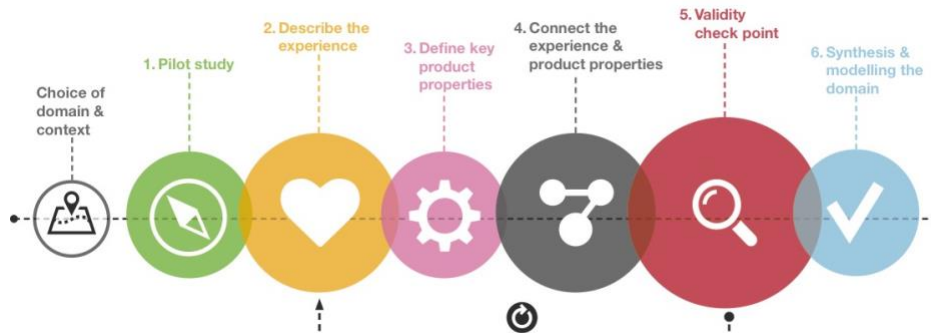 Choice of
domain &
context
1. Pilot study
2. Describe the
experience
3. Define key
product
properties
4. Connect the
experience &
product properties
5. Validity
check point
6. Synthesis &
modelling the
domain